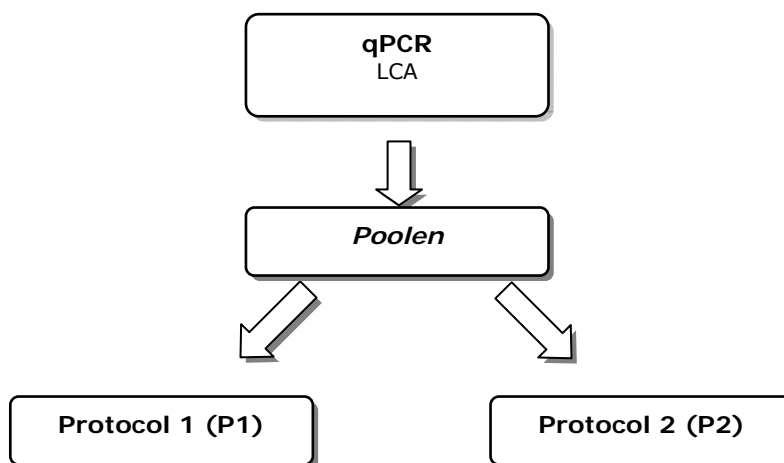 qPCR
LCA
Poolen
Protocol 1 (P1)
Protocol 2 (P2)